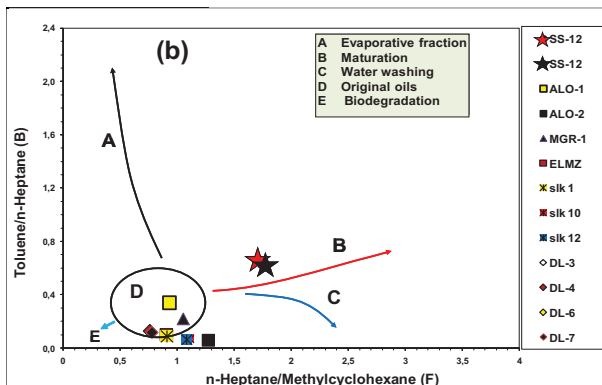 (b)
A Evaporative fraction
B Maturation
C Water washing
D Original oils
E Biodegradation
Toluene/n-Heptane (B)
2,4
2,0
1,6
1,2
0,8
0,4
0,0
A
B
C
D
E
0
0,5
1
1,5
2
2,5
3
3,5
4
n-Heptane/Methylcyclohexane (F)
SS-12
SS-12
ALO-1
ALO-2
MGR-1
ELMZ
slk 1
slk 10
slk 12
DL-3
DL-4
DL-6
DL-7